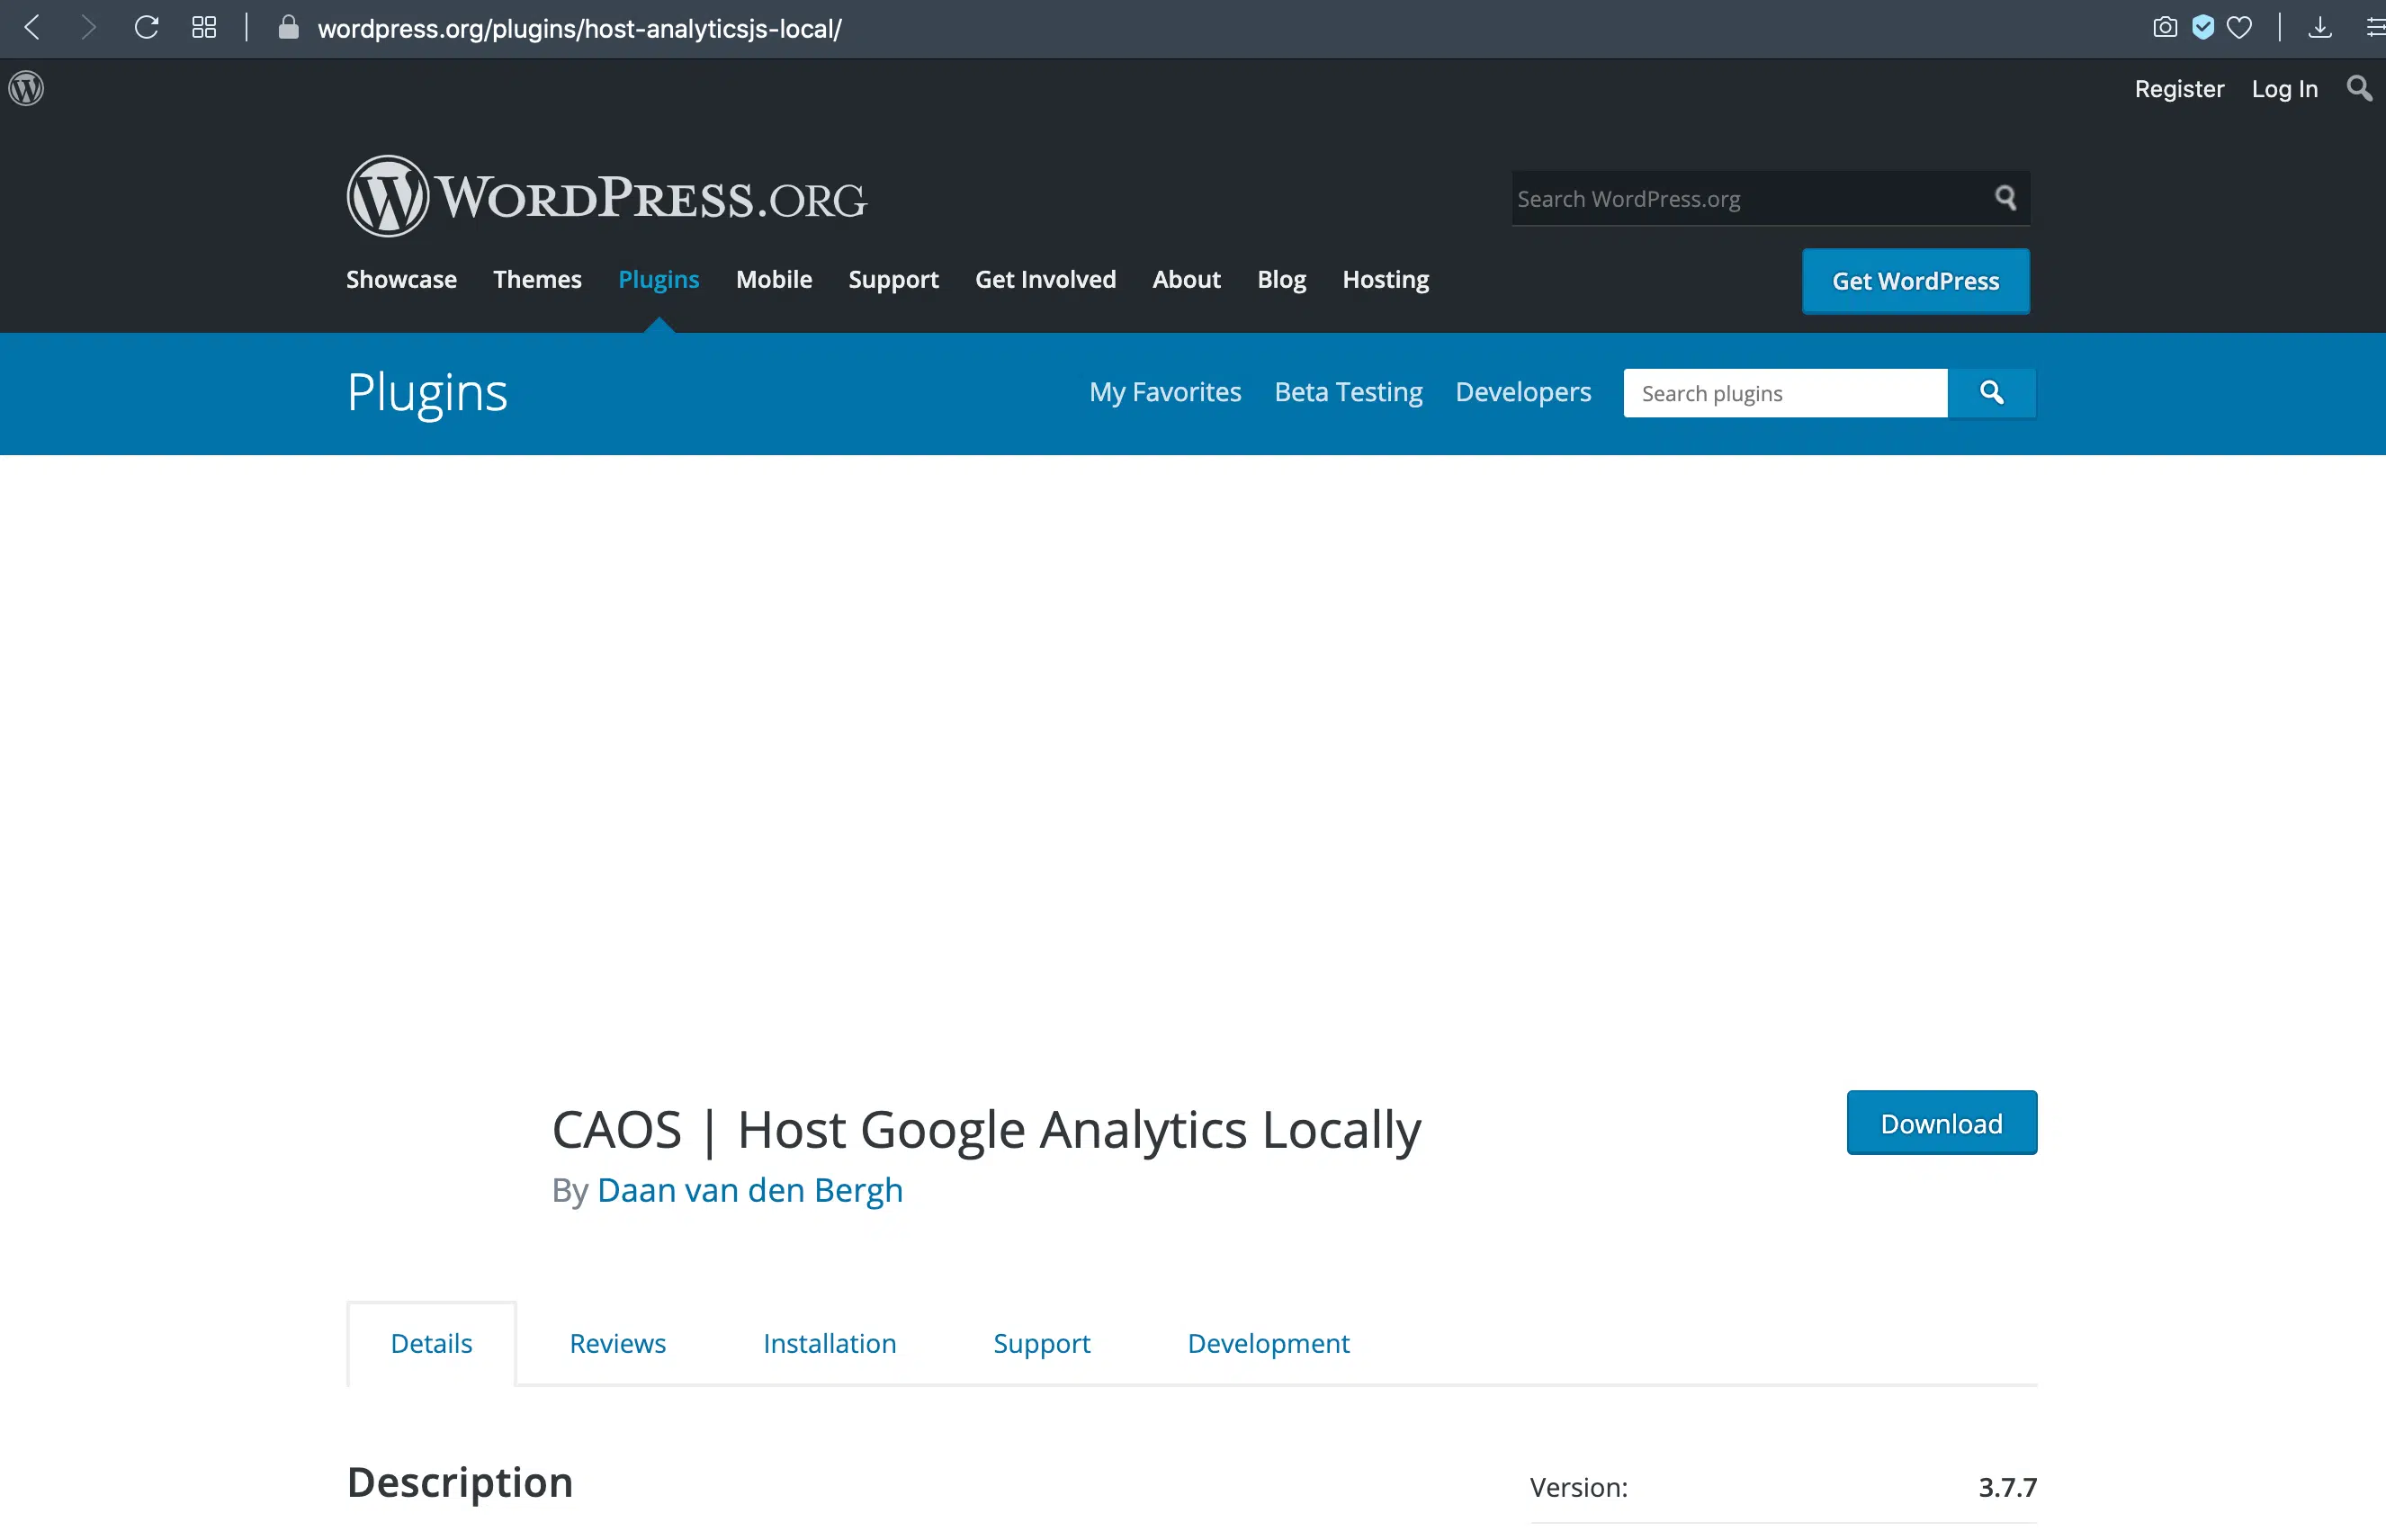 wordpress.org/plugins/host-analyticsjs-local/
Register Log In
WORDPRESS.ORG
Search WordPress.org
Showcase Themes Plugins Mobile Support Get Involved About Blog Hosting
Get WordPress
Plugins
My Favorites Beta Testing Developers
Search plugins
CAOS | Host Google Analytics Locally
Download
By Daan van den Bergh
Details Reviews Installation Support Development
Description
Version: 3.7.7